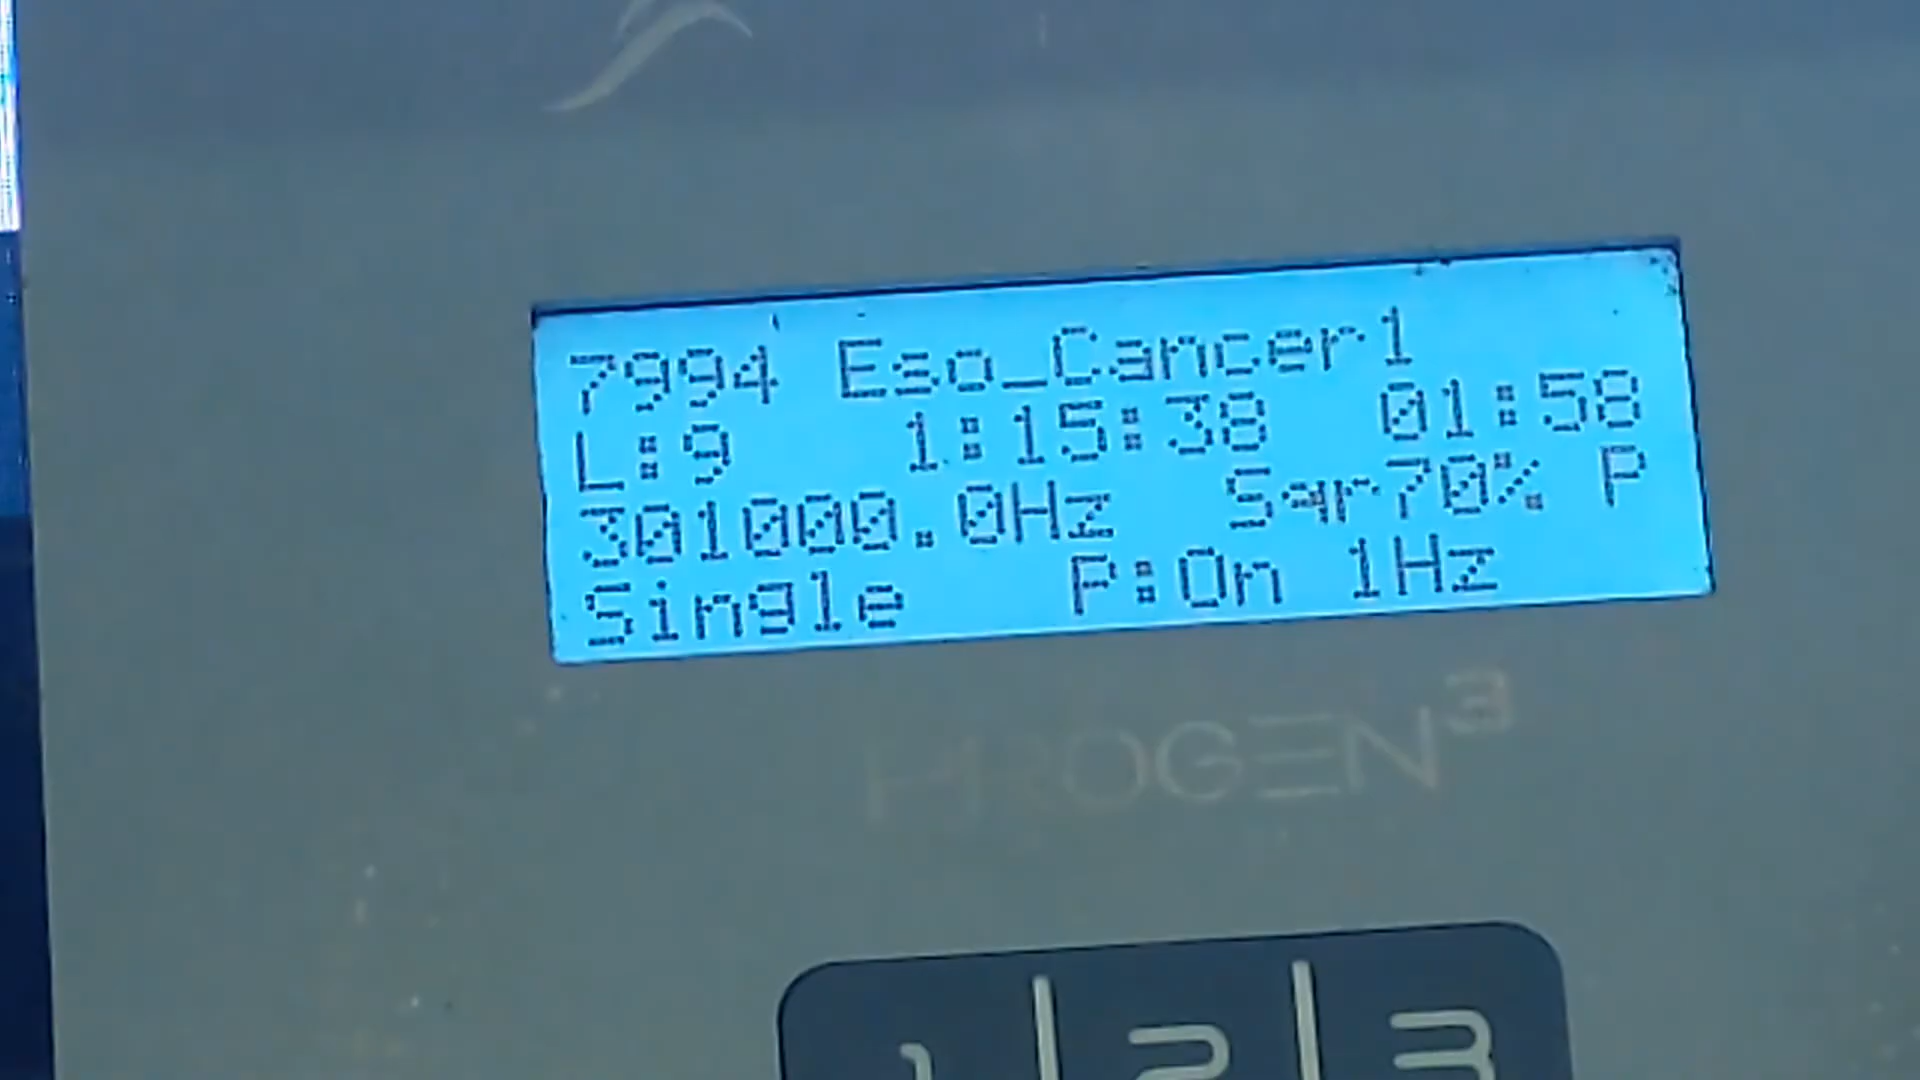 7994 Eso_Cancer1
L:9 1:15:38 01:58
301000.0Hz Sqr70% P
Single P:On 1Hz
PROGEN³
1 2 3